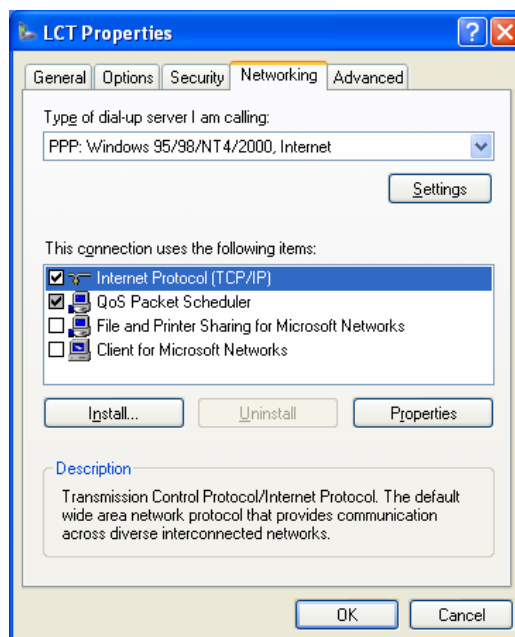 LCT Properties
General Options Security Networking Advanced
Type of dial-up server I am calling:
PPP: Windows 95/98/NT4/2000, Internet
Settings
This connection uses the following items:
Internet Protocol (TCP/IP)
QoS Packet Scheduler
File and Printer Sharing for Microsoft Networks
Client for Microsoft Networks
Install... Uninstall Properties
Description
Transmission Control Protocol/Internet Protocol. The default
wide area network protocol that provides communication
across diverse interconnected networks.
OK Cancel